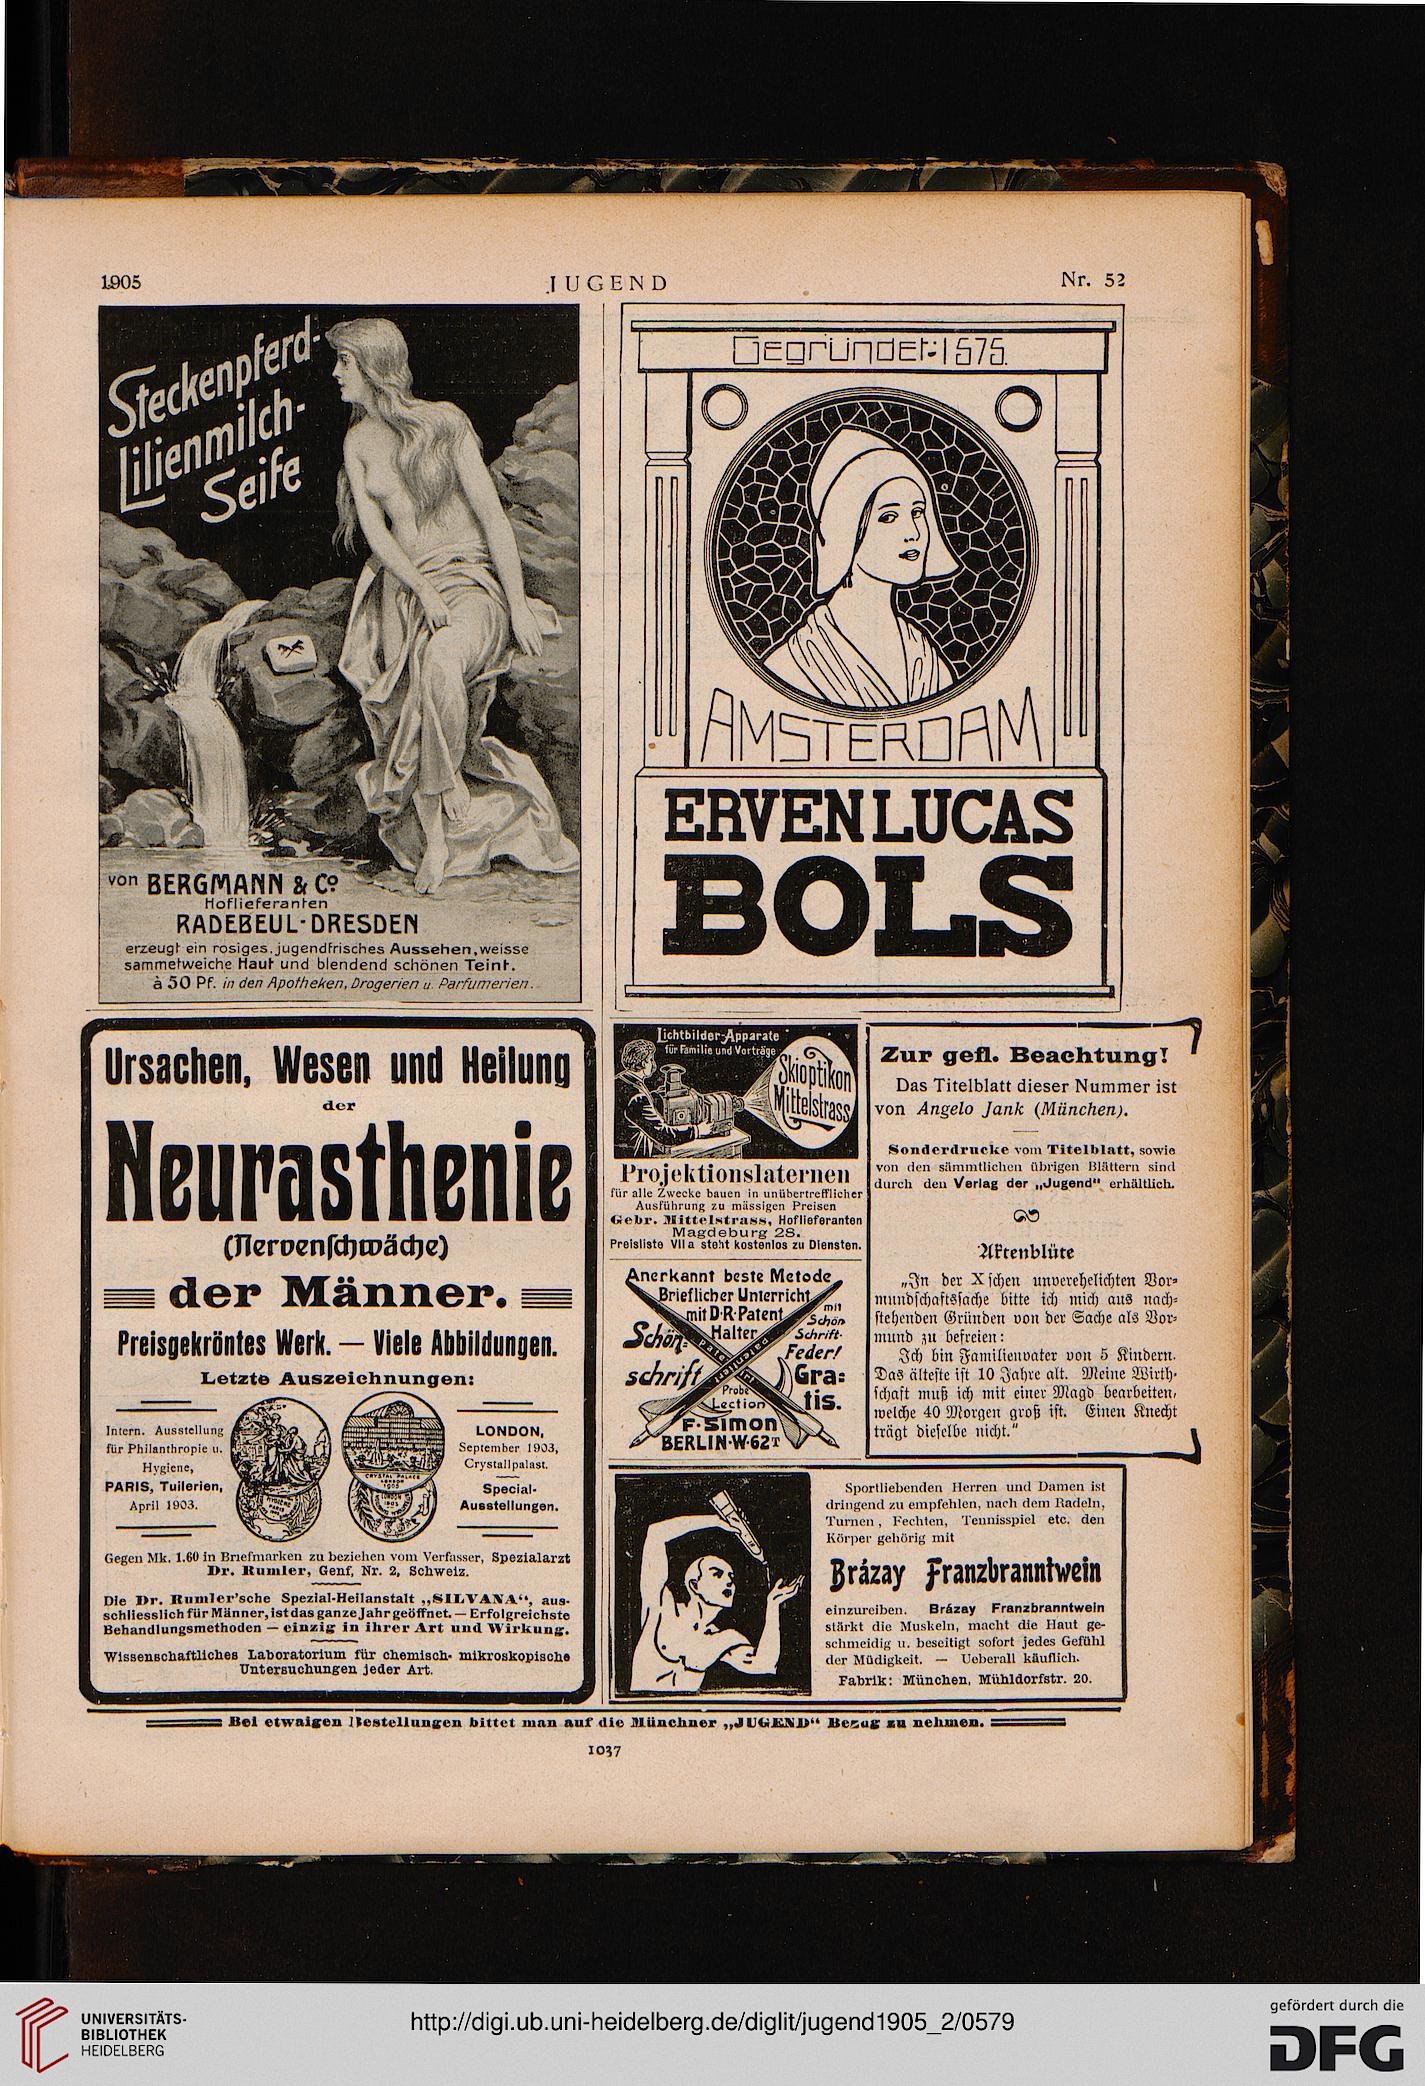 1905
JUGEND
Nr. 52
Steckenpferd-
Lilienmilch-
Seife
von BERGMANN & Co
Hoflieferanten
RADEBEUL-DRESDEN
erzeugt ein rosiges, jugendfrisches Aussehen, weisse
sammetweiche Haut und blendend schönen Teint.
à 50 Pf. in den Apotheken, Drogerien u. Parfumerien.
Gegründet: 1575.
AMSTERDAM
ERVEN LUCAS
BOLS
Ursachen, Wesen und Heilung
der
Neurasthenie
(Nervenschwäche)
der Männer.
Preisgekröntes Werk. — Viele Abbildungen.
Letzte Auszeichnungen:
Intern. Ausstellung
für Philanthropie u.
Hygiene,
PARIS, Tuilerien,
April 1903.
CRYSTAL PALACE
LONDON
1903
HYGIENE
PARIS
LONDON
1903
LONDON,
September 1903,
Crystallpalast.
Special-
Ausstellungen.
Gegen Mk. 1.60 in Briefmarken zu beziehen vom Verfasser, Spezialarzt
Dr. Rumler, Genf, Nr. 2, Schweiz.
Die Dr. Rumler'sche Spezial-Heilanstalt „SILVANA“, aus-
schliesslich für Männer, ist das ganze Jahr geöffnet. — Erfolgreichste
Behandlungsmethoden — einzig in ihrer Art und Wirkung.
Wissenschaftliches Laboratorium für chemisch- mikroskopische
Untersuchungen jeder Art.
Lichtbilder-Apparate
für Familie und Vorträge
Skioptikon
Mittelstrass
Projektionslaternen
für alle Zwecke bauen in unübertrefflicher
Ausführung zu mässigen Preisen
Gebr. Mittelstrass, Hoflieferanten
Magdeburg 28.
Preisliste VIIa steht kostenlos zu Diensten.
Anerkannt beste Metode
Brieflicher Unterricht
mit D·R·Patent
Halter
mit
Schön
Schrift-
Feder!
Schön-
schrift
Patentirt
Probe
Lection
Gra-
tis.
F. Simon
BERLIN·W·62T
Zur gefl. Beachtung!
Das Titelblatt dieser Nummer ist
von Angelo Jank (München).
Sonderdrucke vom Titelblatt, sowie
von den sämmtlichen übrigen Blättern sind
durch den Verlag der „Jugend“ erhältlich.
Aktenblüte
„In der X schen unverehelichten Vor-
mundschaftssache bitte ich mich aus nach-
stehenden Gründen von der Sache als Vor-
mund zu befreien:
Ich bin Familienvater von 5 Kindern.
Das älteste ist 10 Jahre alt. Meine Wirth-
schaft muß ich mit einer Magd bearbeiten,
welche 40 Morgen groß ist. Einen Knecht
trägt dieselbe nicht.“
Sportliebenden Herren und Damen ist
dringend zu empfehlen, nach dem Radeln,
Turnen, Fechten, Tennisspiel etc. den
Körper gehörig mit
Brázay Franzbranntwein
einzureiben. Brázay Franzbranntwein
stärkt die Muskeln, macht die Haut ge-
schmeidig u. beseitigt sofort jedes Gefühl
der Müdigkeit. — Ueberall käuflich.
Fabrik: München, Mühldorfstr. 20.
Bei etwaigen Bestellungen bittet man auf die Münchner „JUGEND“ Bezug zu nehmen.
1037
UNIVERSITÄTS-
BIBLIOTHEK
HEIDELBERG
http://digi.ub.uni-heidelberg.de/diglit/jugend1905_2/0579
gefördert durch die
DFG